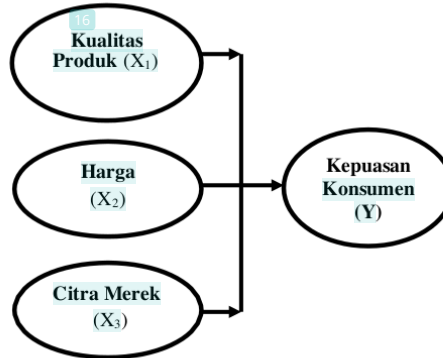 16
Kualitas
Produk (X₁)
Harga
(X₂)
Kepuasan
Konsumen
(Y)
Citra Merek
(X₃)